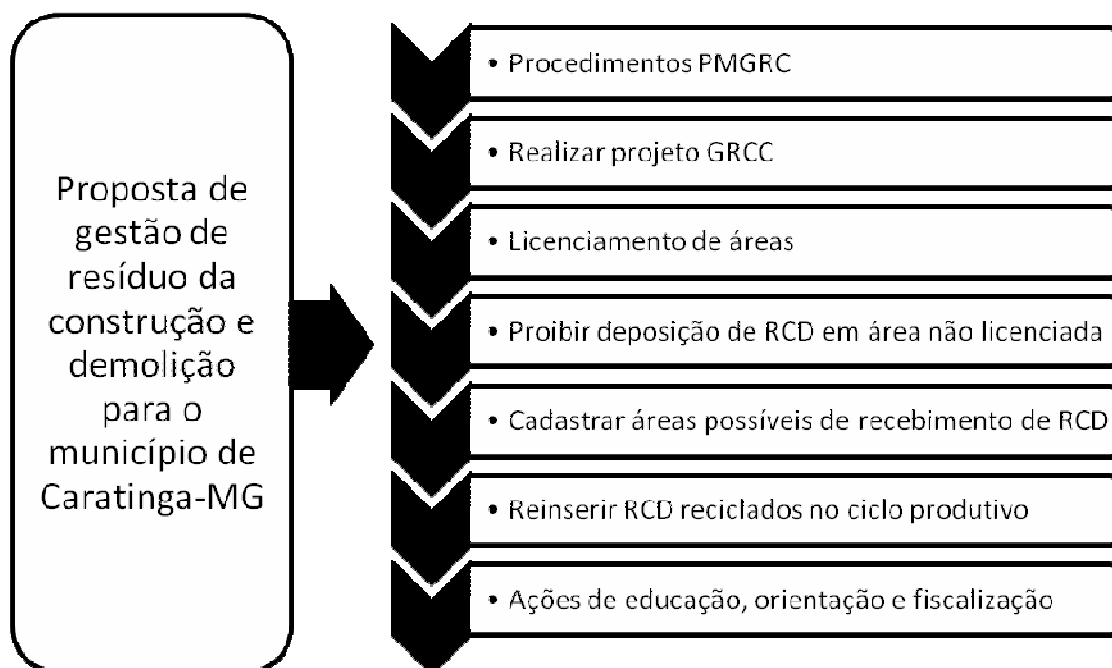 Proposta de
gestão de
resíduo da
construção e
demolição
para o
município de
Caratinga-MG
• Procedimentos PMGRC
• Realizar projeto GRCC
• Licenciamento de áreas
• Proibir deposição de RCD em área não licenciada
• Cadastrar áreas possíveis de recebimento de RCD
• Reinserir RCD reciclados no ciclo produtivo
• Ações de educação, orientação e fiscalização